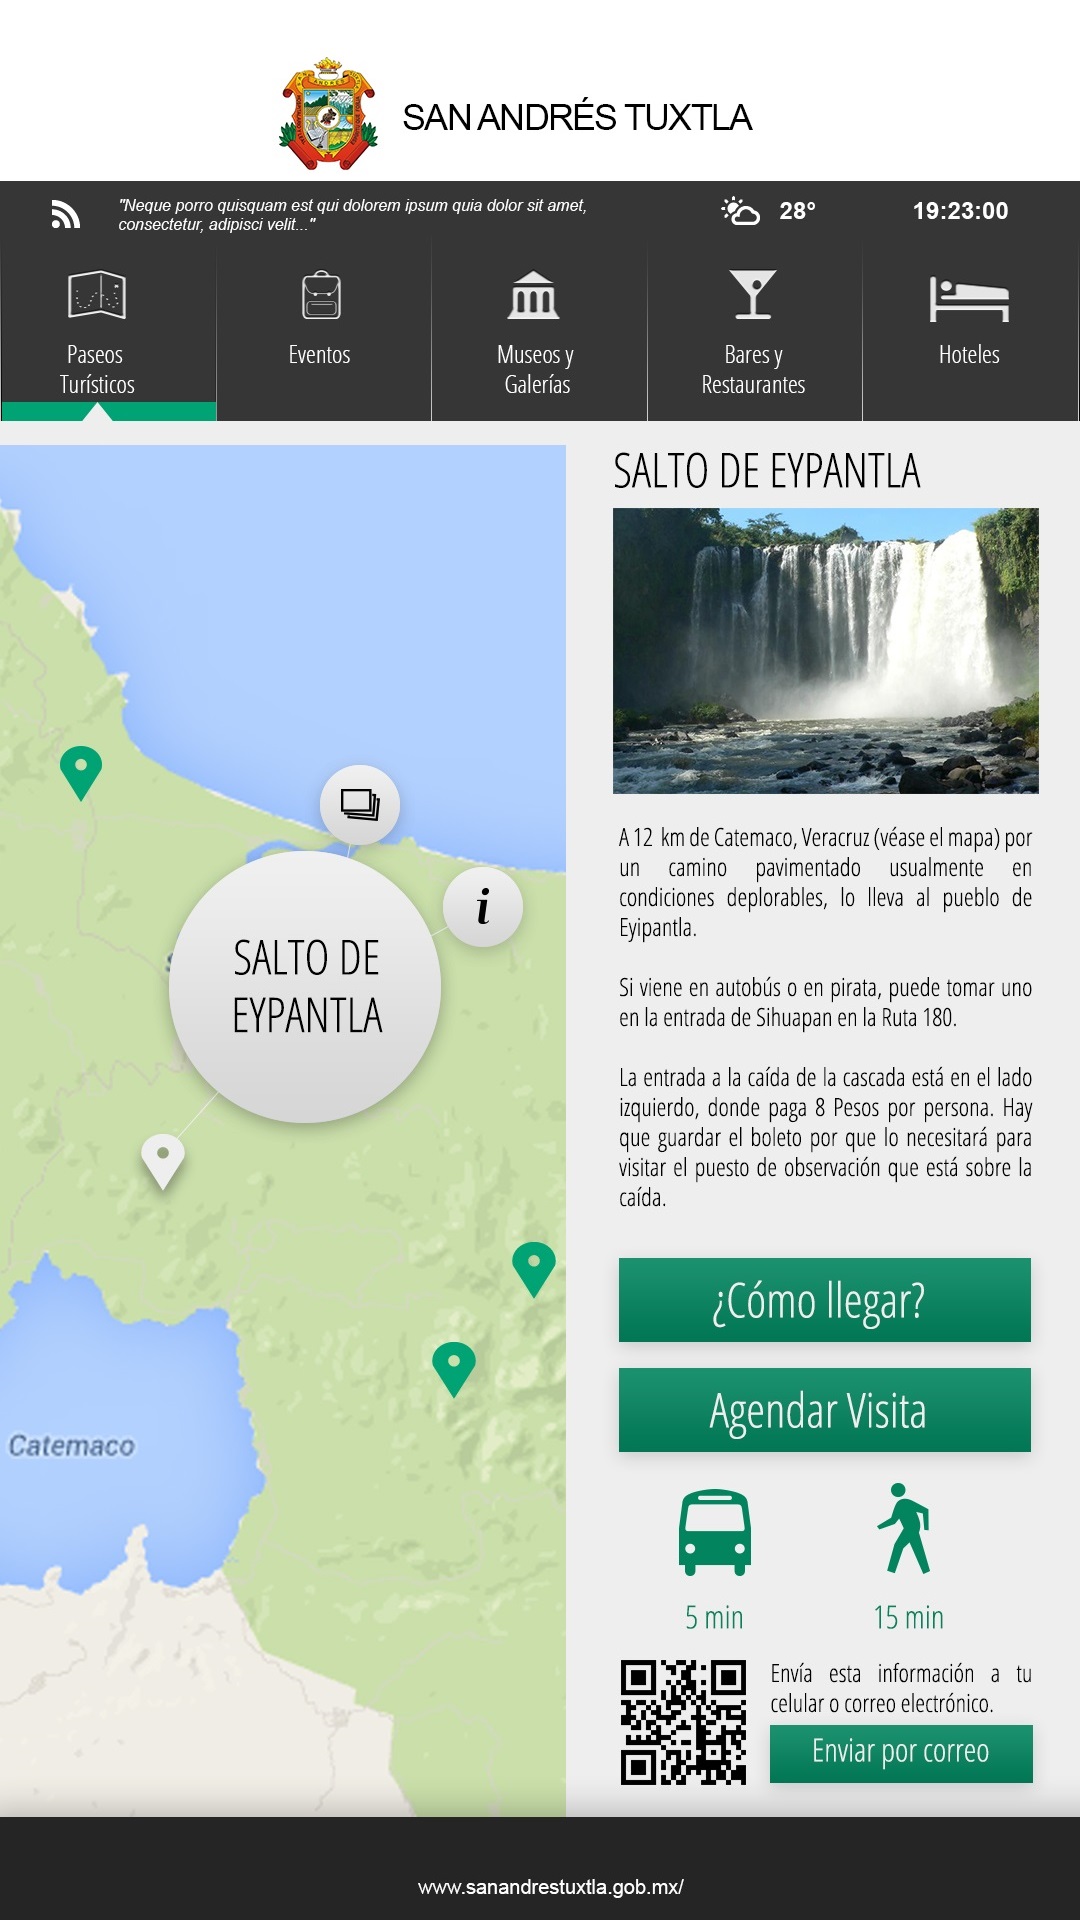 SAN ANDRÉS TUXTLA
"Neque porro quisquam est qui dolorem ipsum quia dolor sit amet,
consectetur, adipisci velit..."
28°
19:23:00
Paseos
Turísticos
Eventos
Museos y
Galerías
Bares y
Restaurantes
Hoteles
SALTO DE
EYPANTLA
i
Catemaco
SALTO DE EYPANTLA
A 12 km de Catemaco, Veracruz (véase el mapa) por
un camino pavimentado usualmente en
condiciones deplorables, lo lleva al pueblo de
Eyipantla.
Si viene en autobús o en pirata, puede tomar uno
en la entrada de Sihuapan en la Ruta 180.
La entrada a la caída de la cascada está en el lado
izquierdo, donde paga 8 Pesos por persona. Hay
que guardar el boleto por que lo necesitará para
visitar el puesto de observación que está sobre la
caída.
¿Cómo llegar?
Agendar Visita
5 min
15 min
Envía esta información a tu
celular o correo electrónico.
Enviar por correo
www.sanandrestuxtla.gob.mx/